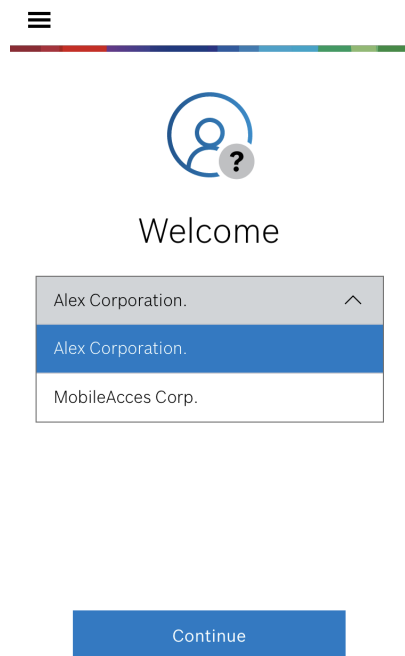 ?
Welcome
Alex Corporation.
Alex Corporation.
MobileAcces Corp.
Continue